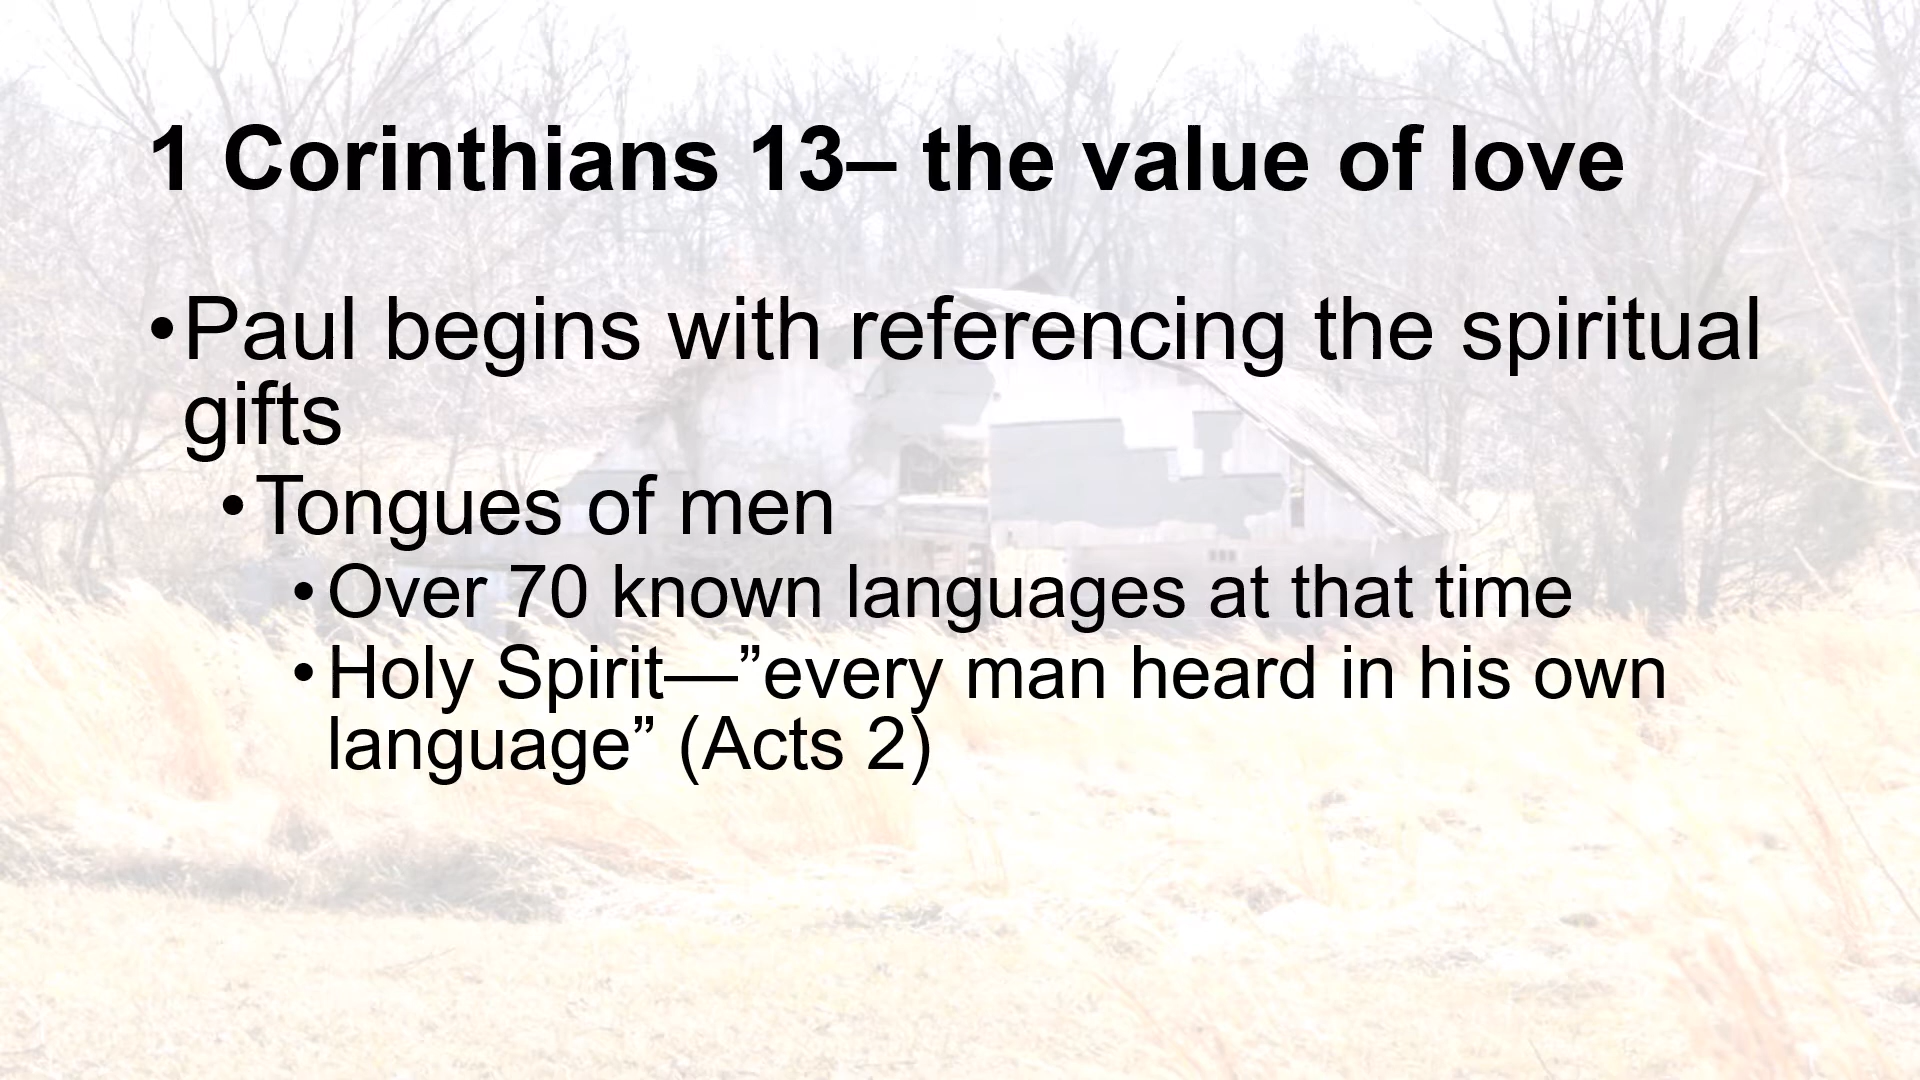 1 Corinthians 13– the value of love
•Paul begins with referencing the spiritual
gifts
•Tongues of men
•Over 70 known languages at that time
•Holy Spirit—”every man heard in his own
language” (Acts 2)